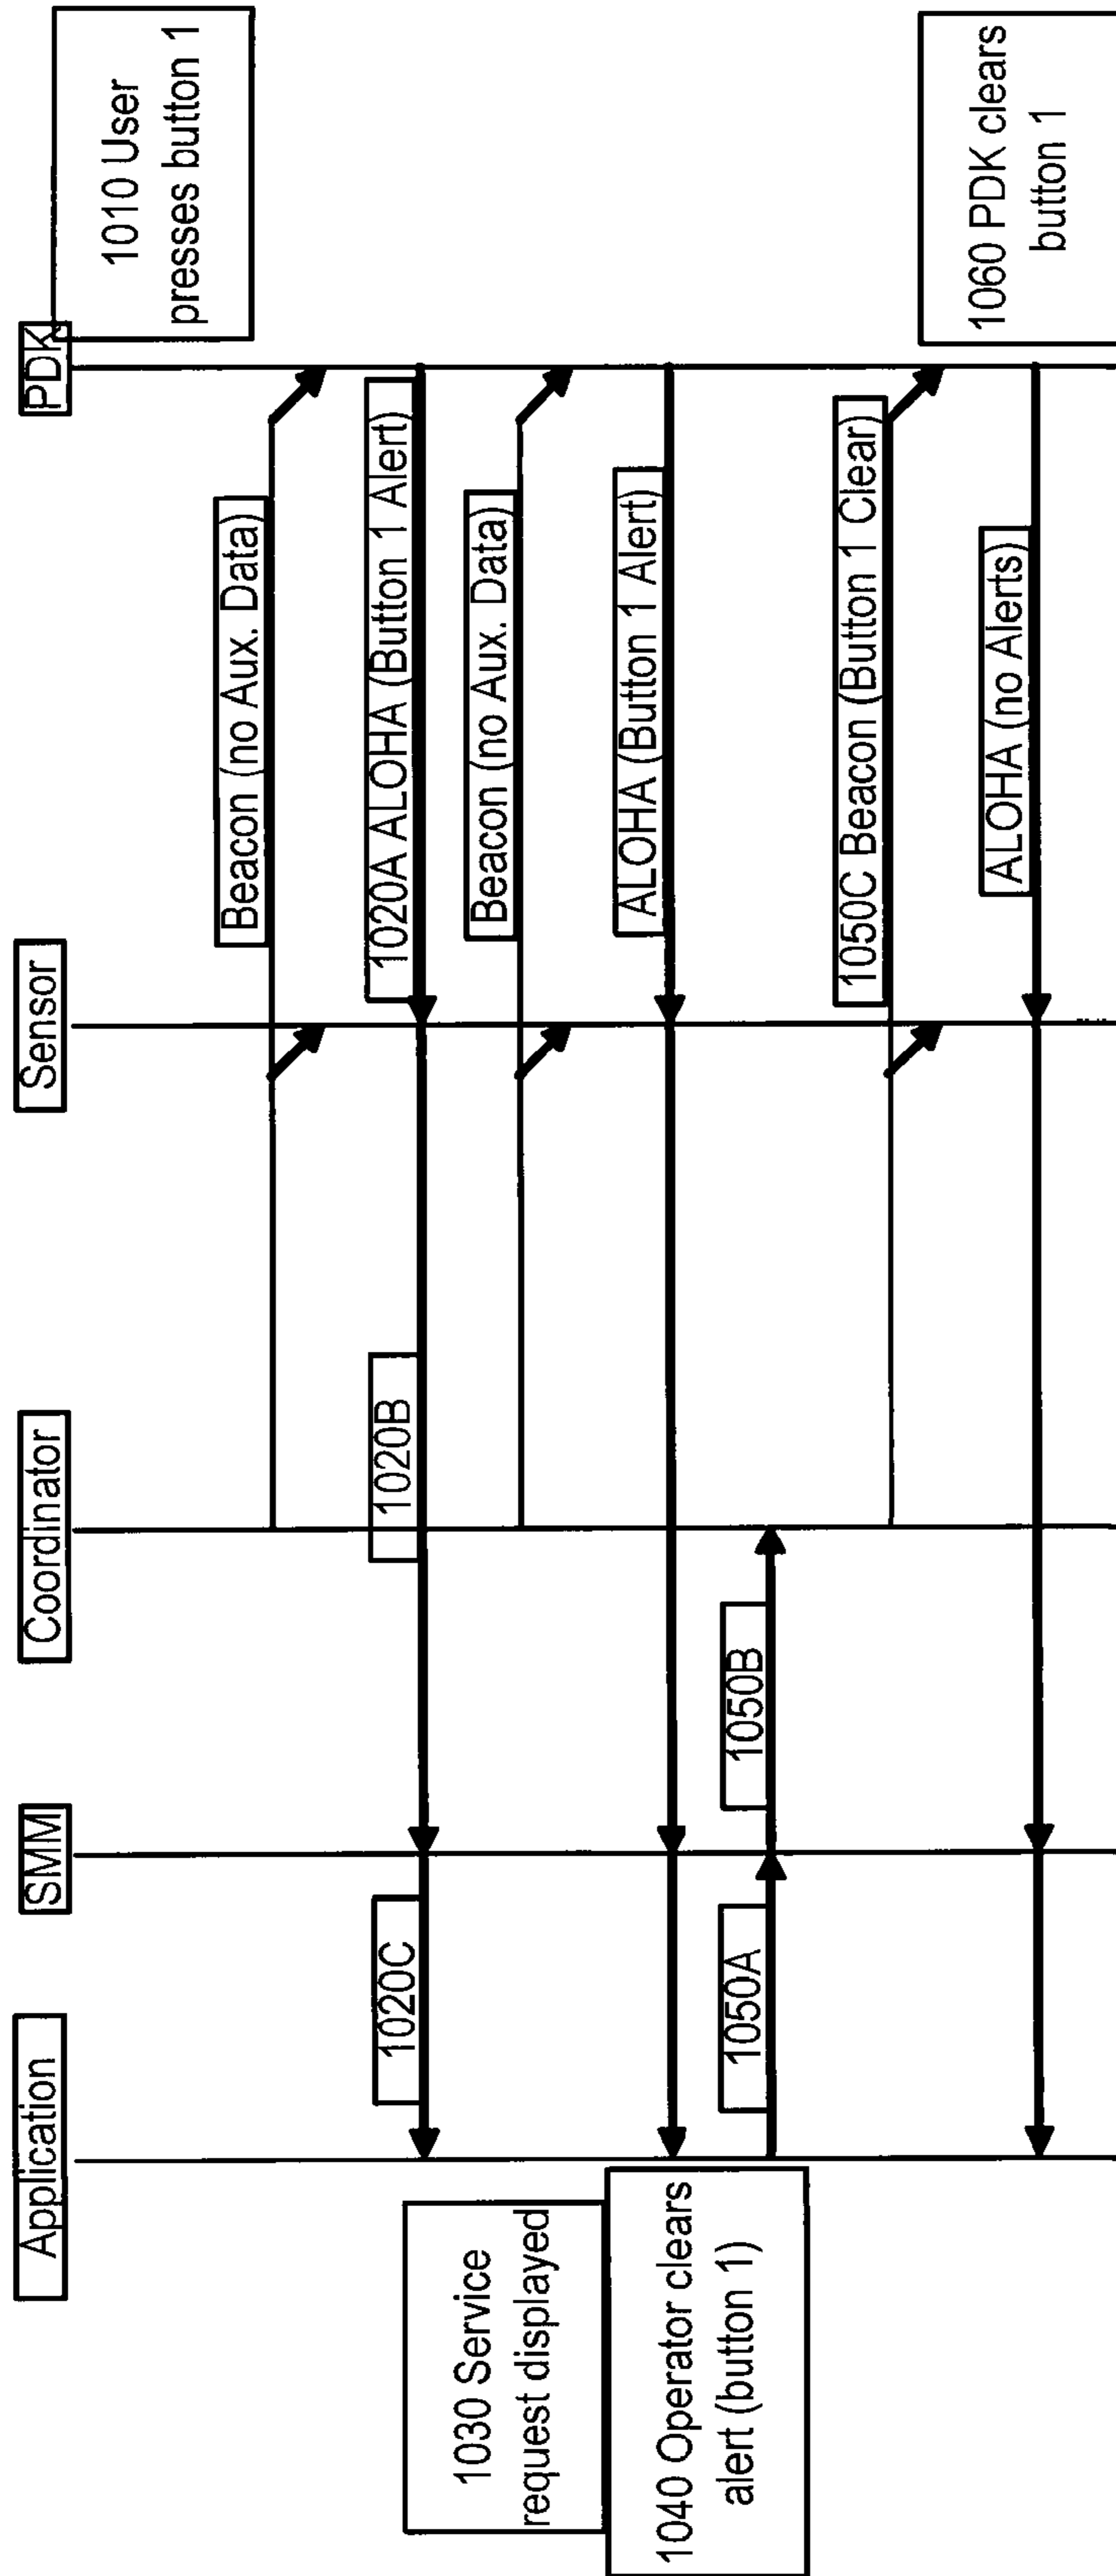 Application
SMM
Coordinator
Sensor
PDK
1010 User
presses button 1
Beacon (no Aux. Data)
1020A ALOHA (Button 1 Alert)
1020B
1020C
1030 Service
request displayed
Beacon (no Aux. Data)
ALOHA (Button 1 Alert)
1040 Operator clears
alert (button 1)
1050A
1050B
1050C Beacon (Button 1 Clear)
1060 PDK clears
button 1
ALOHA (no Alerts)